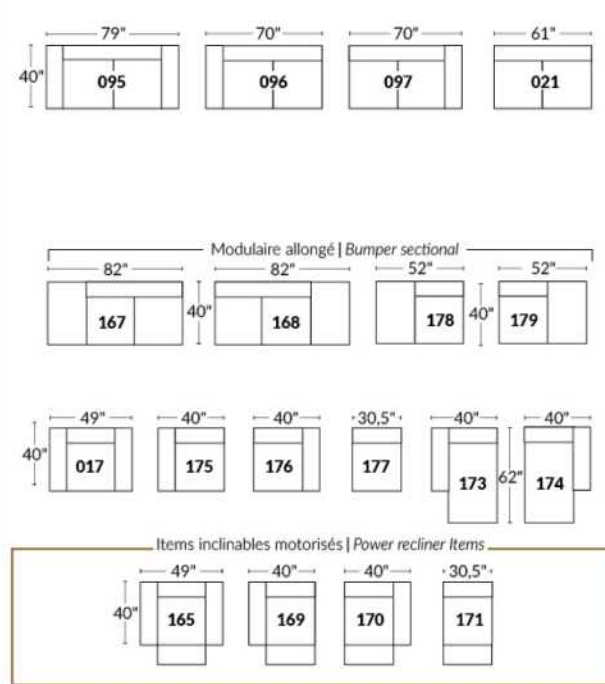 79" 70" 70" 61"
40" 095 096 097 021
Modulaire allongé | Bumper sectional
82" 82" 52" 52"
167 40" 168 178 40" 179
49" 40" 40" 30,5" 40" 40"
40" 017 175 176 177 173 62" 174
Items inclinables motorisés | Power recliner Items
49" 40" 40" 30,5"
40" 165 169 170 171